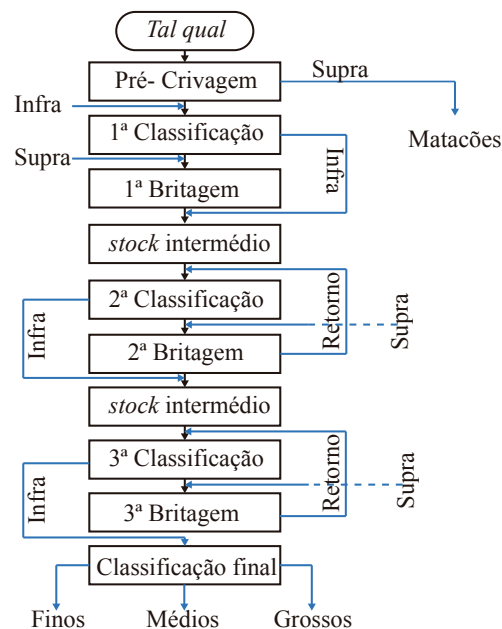 Tal qual
Pré- Crivagem
Supra
Infra
Matacões
1ª Classificação
Supra
Infra
1ª Britagem
stock intermédio
2ª Classificação
Infra
Retorno
Supra
2ª Britagem
stock intermédio
3ª Classificação
Infra
Retorno
Supra
3ª Britagem
Classificação final
Finos
Médios
Grossos